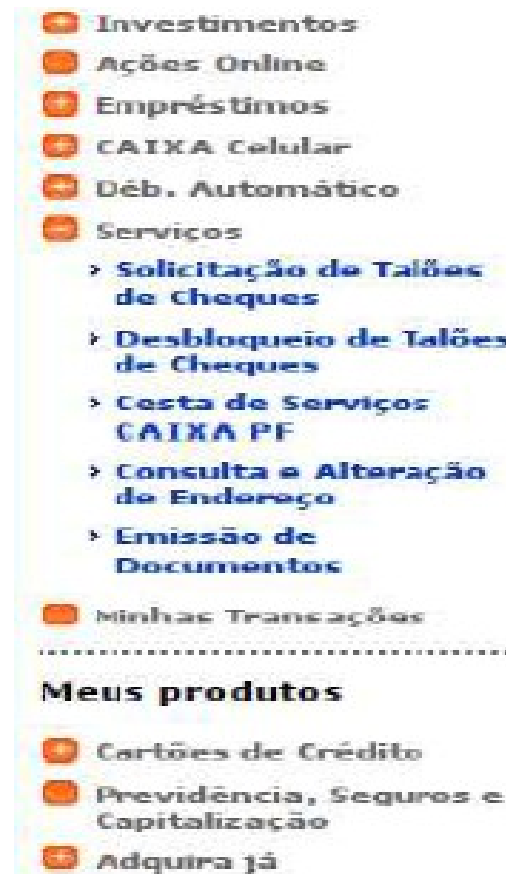 Investimentos
Ações Online
Empréstimos
CAIXA Celular
Déb. Automático
Serviços
Solicitação de Talões
de Cheques
Desbloqueio de Talões
de Cheques
Cesta de Serviços
CAIXA PF
Consulta e Alteração
de Endereço
Emissão de
Documentos
Minhas Transações
Meus produtos
Cartões de Crédito
Previdência, Seguros e
Capitalização
Adquira já